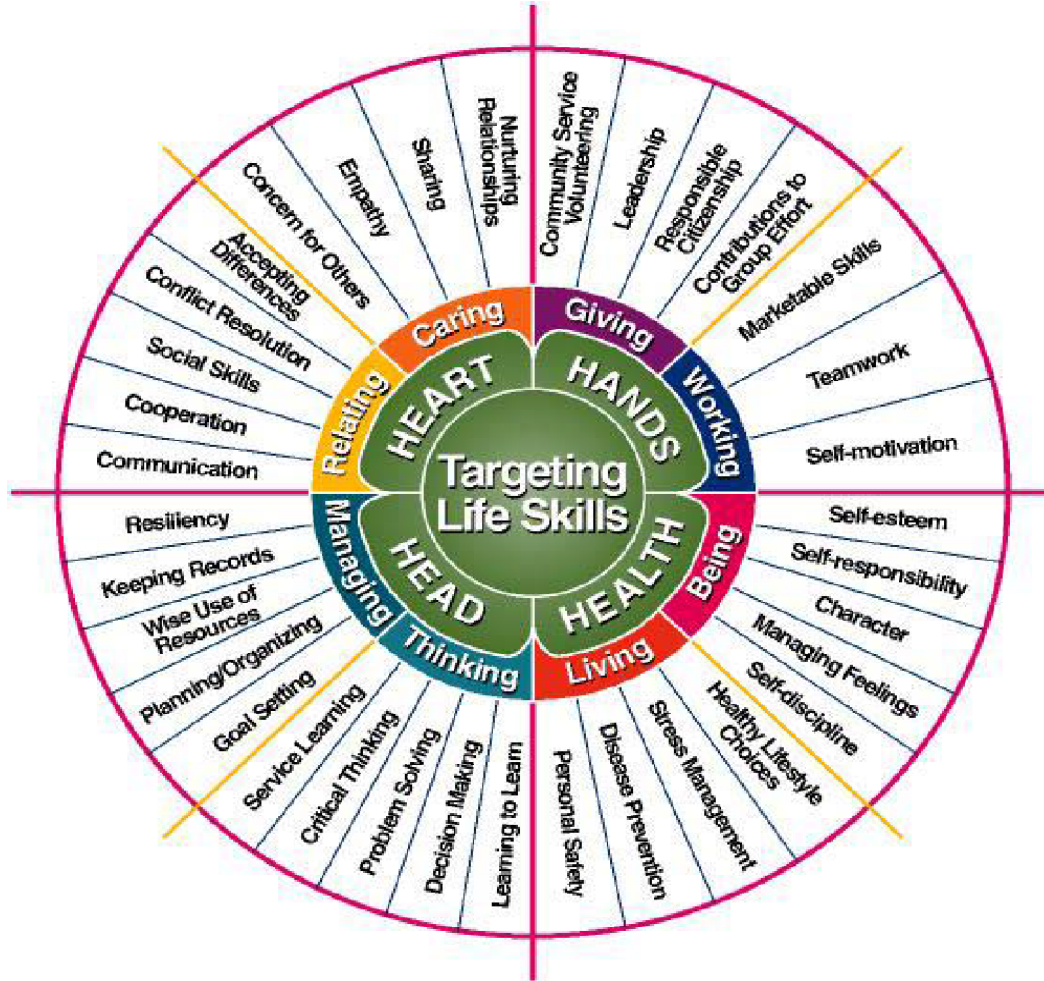 Targeting
Life Skills
HEART
HANDS
HEALTH
HEAD
Caring
Giving
Working
Being
Living
Thinking
Managing
Relating
Nurturing
Relationships
Sharing
Empathy
Concern for Others
Community Service
Volunteering
Leadership
Responsible
Citizenship
Contributions to
Group Effort
Marketable Skills
Teamwork
Self-motivation
Self-esteem
Self-responsibility
Character
Managing Feelings
Self-discipline
Healthy Lifestyle
Choices
Stress Management
Disease Prevention
Personal Safety
Learning to Learn
Decision Making
Problem Solving
Critical Thinking
Service Learning
Goal Setting
Planning/Organizing
Wise Use of
Resources
Keeping Records
Resiliency
Communication
Cooperation
Social Skills
Conflict Resolution
Accepting
Differences